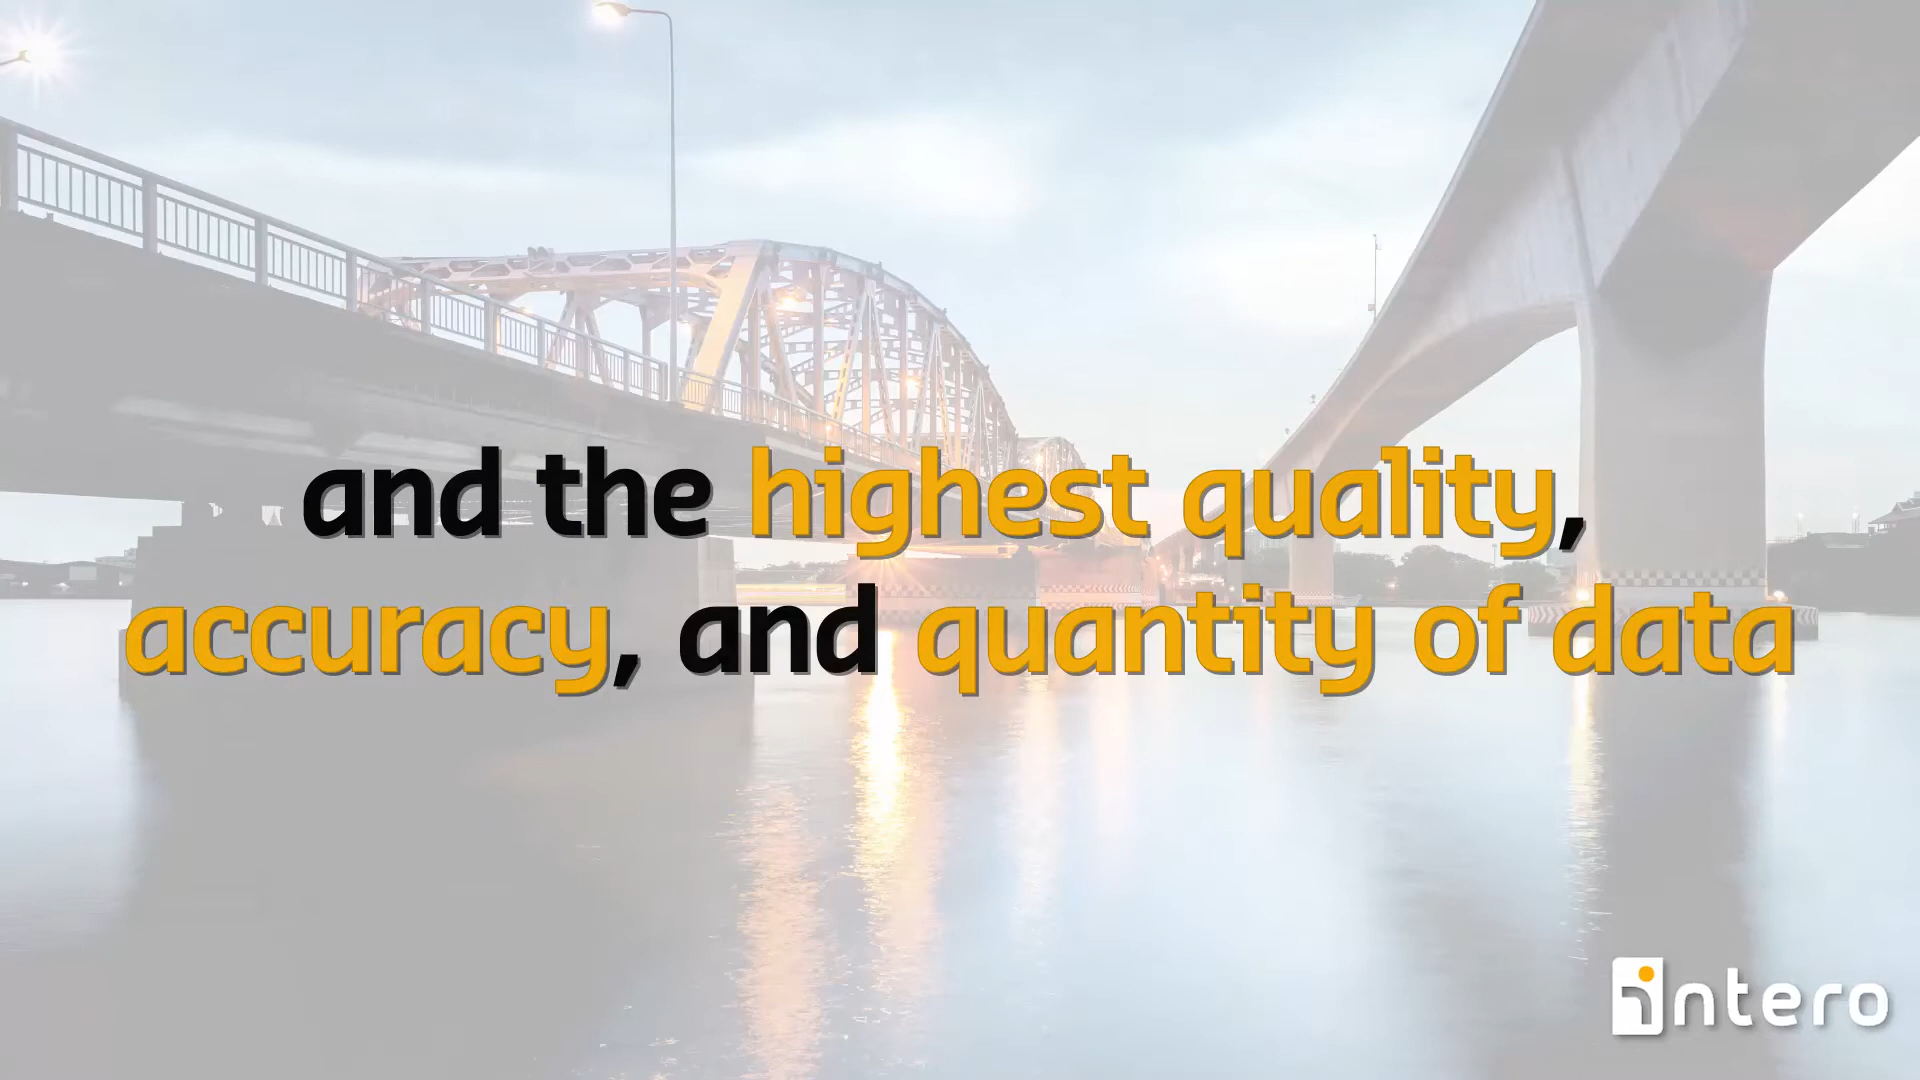 and the highest quality,
accuracy, and quantity of data
intero